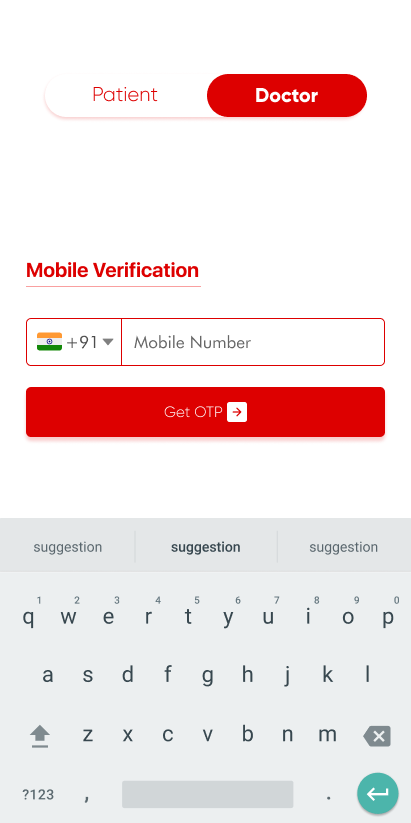 Patient Doctor
Mobile Verification
+91 Mobile Number
Get OTP
suggestion suggestion suggestion
1 2 3 4 5 6 7 8 9 0
q w e r t y u i o p
a s d f g h j k l
z x c v b n m
?123 , .